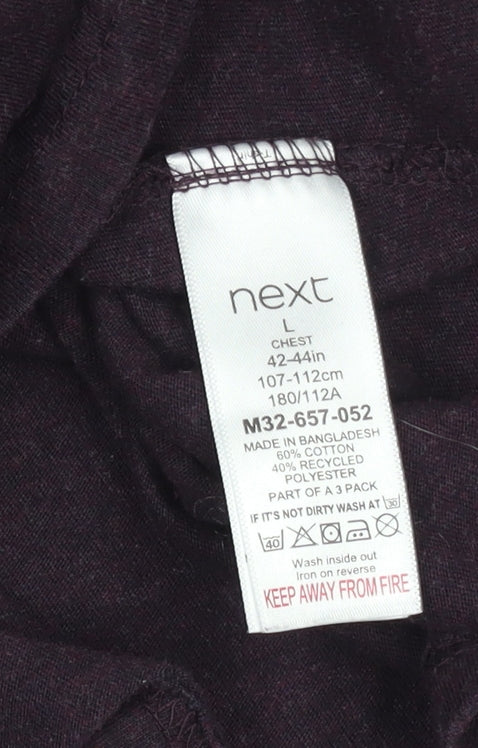 next
L
CHEST
42-44in
107-112cm
180/112A
M32-657-052
MADE IN BANGLADESH
60% COTTON
40% RECYCLED
POLYESTER
PART OF A 3 PACK
IF IT'S NOT DIRTY WASH AT 30
40
Wash inside out
Iron on reverse
KEEP AWAY FROM FIRE